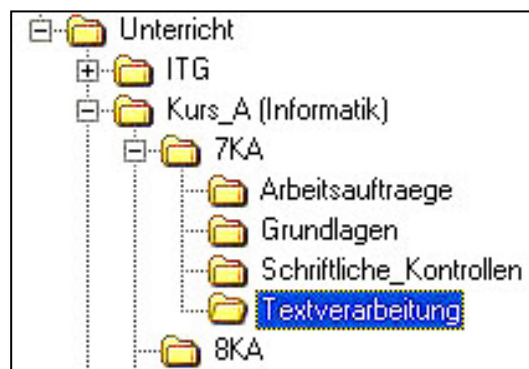 Unterricht
ITG
Kurs_A (Informatik)
7KA
Arbeitsauftraege
Grundlagen
Schriftliche_Kontrollen
Textverarbeitung
8KA